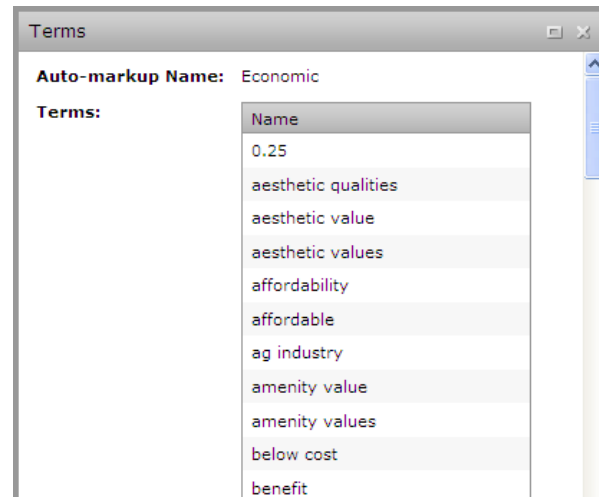 Terms
Auto-markup Name: Economic
Terms:
Name
0.25
aesthetic qualities
aesthetic value
aesthetic values
affordability
affordable
ag industry
amenity value
amenity values
below cost
benefit